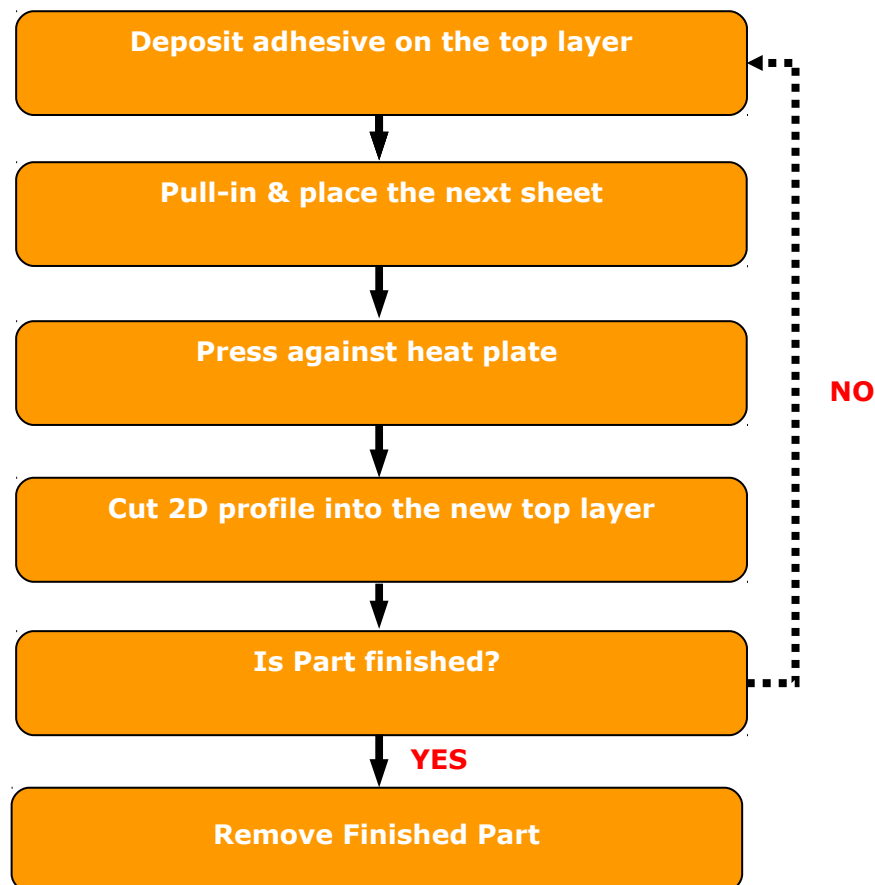 Deposit adhesive on the top layer
Pull-in & place the next sheet
Press against heat plate
NO
Cut 2D profile into the new top layer
Is Part finished?
YES
Remove Finished Part